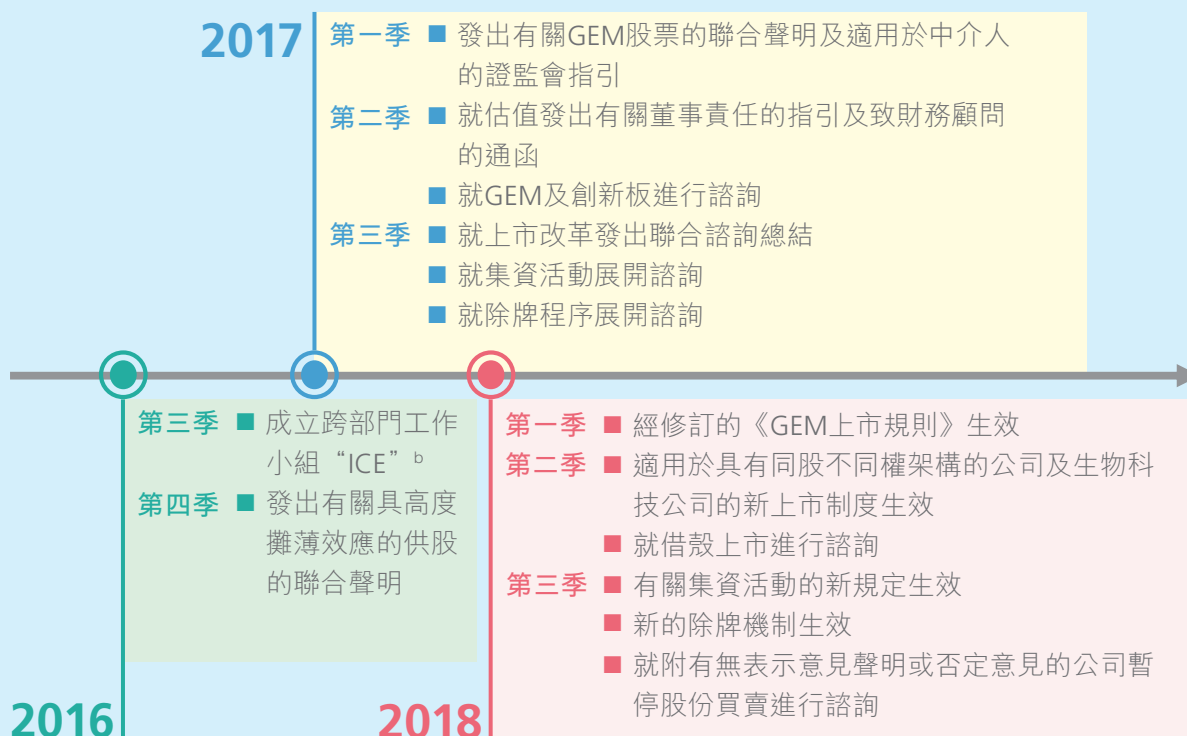 2017
第一季 ■ 發出有關GEM股票的聯合聲明及適用於中介人
的證監會指引
第二季 ■ 就估值發出有關董事責任的指引及致財務顧問
的通函
■ 就GEM及創新板進行諮詢
第三季 ■ 就上市改革發出聯合諮詢總結
■ 就集資活動展開諮詢
■ 就除牌程序展開諮詢
第三季 ■ 成立跨部門工作
小組“ICE” b
第四季 ■ 發出有關具高度
攤薄效應的供股
的聯合聲明
2016
第一季 ■ 經修訂的《GEM上市規則》生效
第二季 ■ 適用於具有同股不同權架構的公司及生物科
技公司的新上市制度生效
■ 就借殼上市進行諮詢
第三季 ■ 有關集資活動的新規定生效
■ 新的除牌機制生效
■ 就附有無表示意見聲明或否定意見的公司暫
停股份買賣進行諮詢
2018